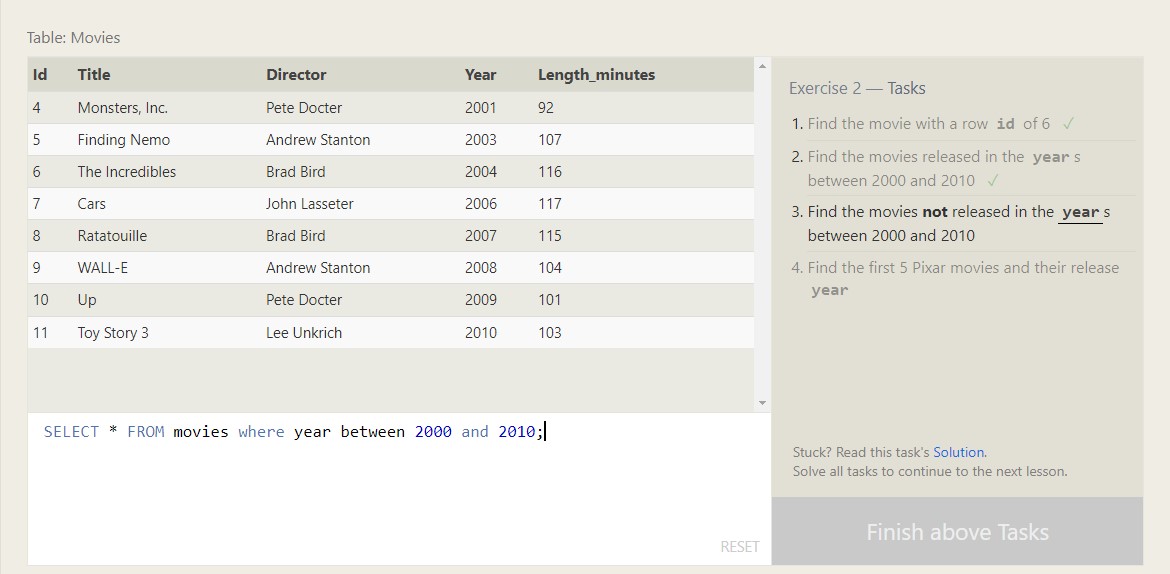 Table: Movies
Id Title Director Year Length_minutes
4 Monsters, Inc. Pete Docter 2001 92
5 Finding Nemo Andrew Stanton 2003 107
6 The Incredibles Brad Bird 2004 116
7 Cars John Lasseter 2006 117
8 Ratatouille Brad Bird 2007 115
9 WALL-E Andrew Stanton 2008 104
10 Up Pete Docter 2009 101
11 Toy Story 3 Lee Unkrich 2010 103
SELECT * FROM movies where year between 2000 and 2010;
RESET
Exercise 2 — Tasks
1. Find the movie with a row id of 6 ✓
2. Find the movies released in the year s
between 2000 and 2010 ✓
3. Find the movies not released in the year s
between 2000 and 2010
4. Find the first 5 Pixar movies and their release
year
Stuck? Read this task's Solution.
Solve all tasks to continue to the next lesson.
Finish above Tasks